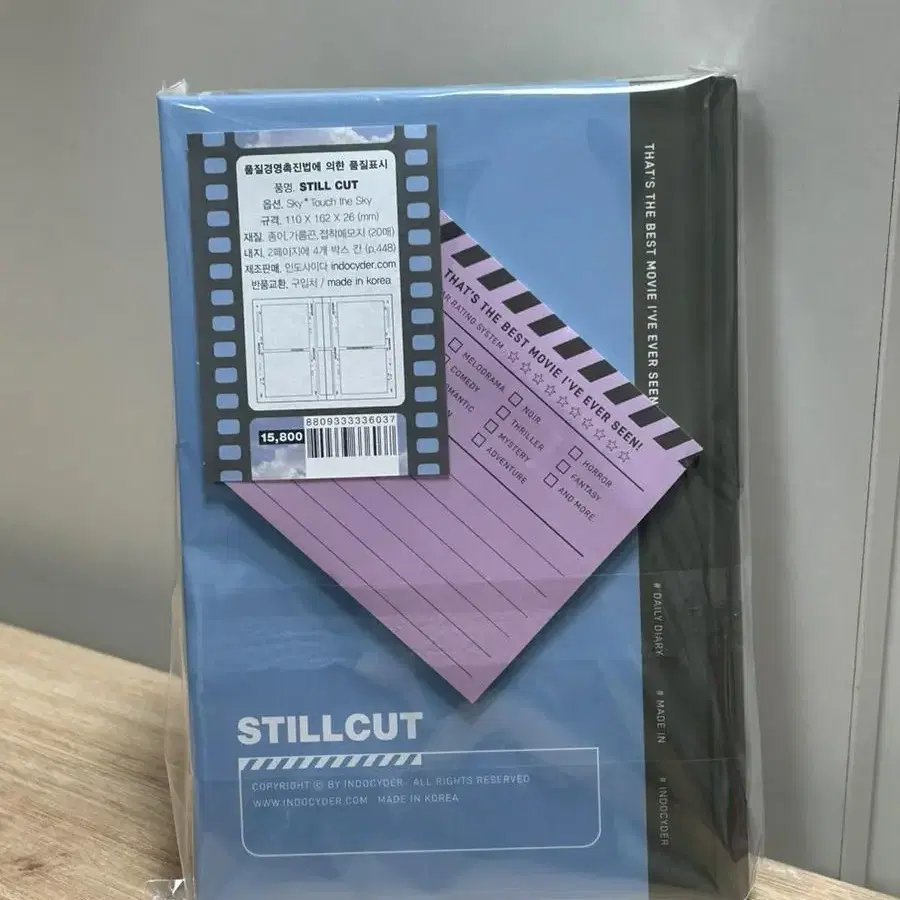 품질경영촉진법에 의한 품질표시
품명. STILL CUT
옵션. Sky* Touch the Sky
규격. 110 X 162 X 26 (mm)
재질. 종이,가름끈,접착메모지 (20매)
내지. 2페이지에 4개 박스 칸 (p.448)
제조판매. 인도사이다 indocyder.com
반품교환. 구입처 / made in korea
15,800
8809333336037
THAT'S THE BEST MOVIE I'VE EVER SEEN!
RATING SYSTEM. ☆☆☆☆☆☆☆☆☆☆
MELODRAMA
NOIR
HORROR
COMEDY
THRILLER
FANTASY
MYSTERY
AND MORE.
ADVENTURE
THAT'S THE BEST MOVIE I'VE EVER SEEN
# DAILY DIARY
# MADE IN
# INDOCYDER
STILLCUT
COPYRIGHT ⓒ BY INDOCYDER. ALL RIGHTS RESERVED
WWW.INDOCYDER.COM MADE IN KOREA